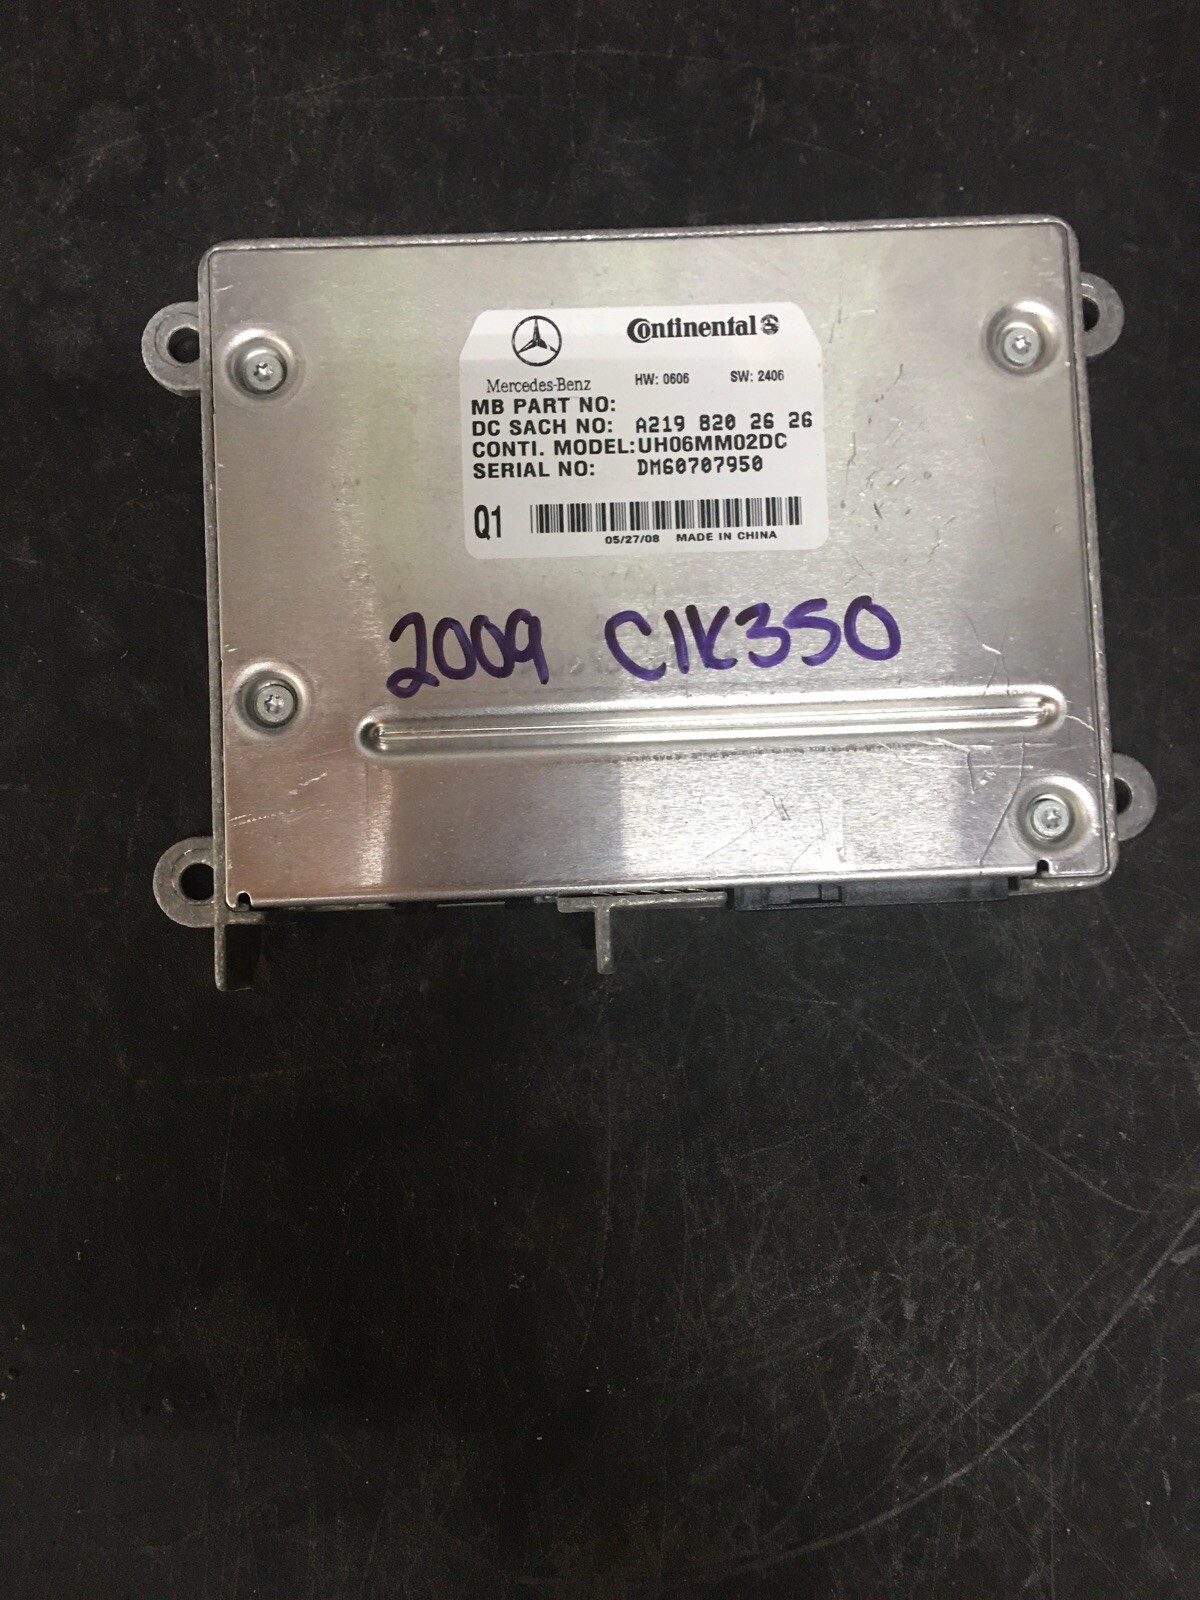 Continental
Mercedes-Benz
HW: 0606 SW: 2406
MB PART NO:
DC SACH NO: A219 820 26 26
CONTI. MODEL: UH06MM02DC
SERIAL NO: DM60707950
Q1
05/27/08 MADE IN CHINA
2009 ClK350